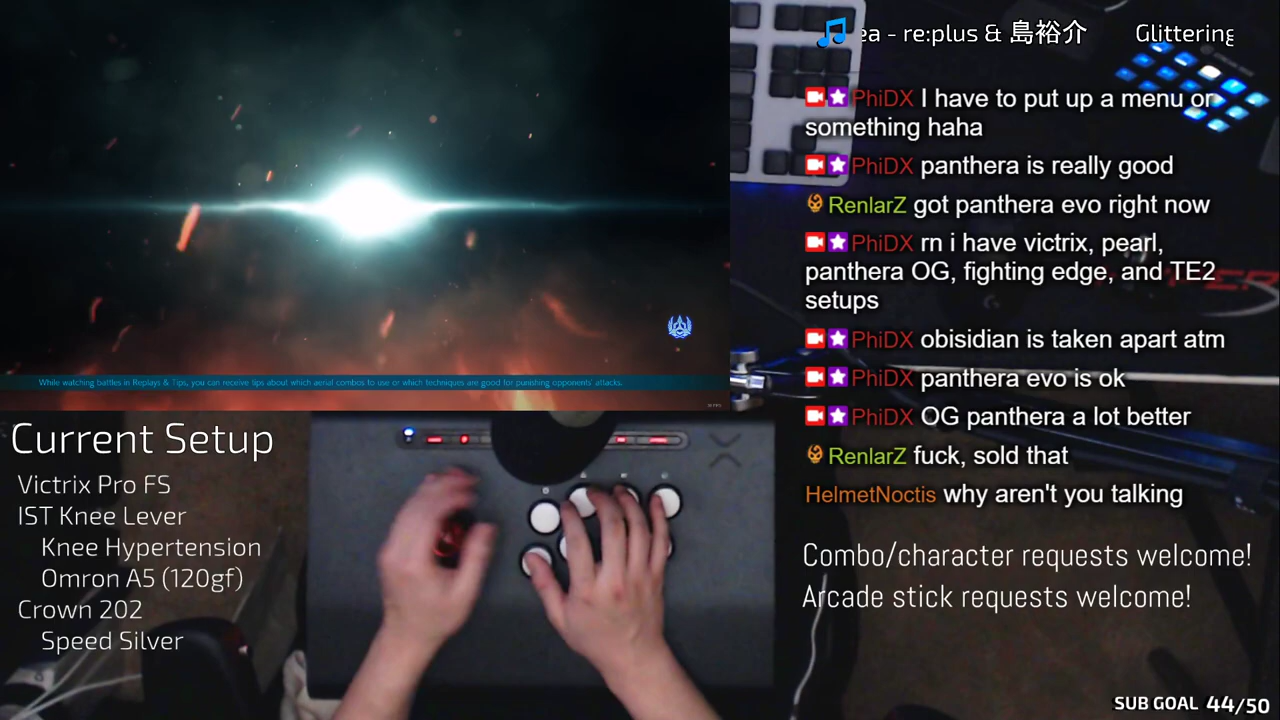 ea - re:plus & 島裕介 Glittering
PhiDX I have to put up a menu or
something haha
PhiDX panthera is really good
RenlarZ got panthera evo right now
PhiDX rn i have victrix, pearl,
panthera OG, fighting edge, and TE2
setups
PhiDX obisidian is taken apart atm
PhiDX panthera evo is ok
PhiDX OG panthera a lot better
RenlarZ fuck, sold that
HelmetNoctis why aren't you talking
While watching battles in Replays & Tips, you can receive tips about which aerial combos to use or which techniques are good for punishing opponents' attacks.
Current Setup
Victrix Pro FS
IST Knee Lever
Knee Hypertension
Omron A5 (120gf)
Crown 202
Speed Silver
Combo/character requests welcome!
Arcade stick requests welcome!
SUB GOAL 44/50